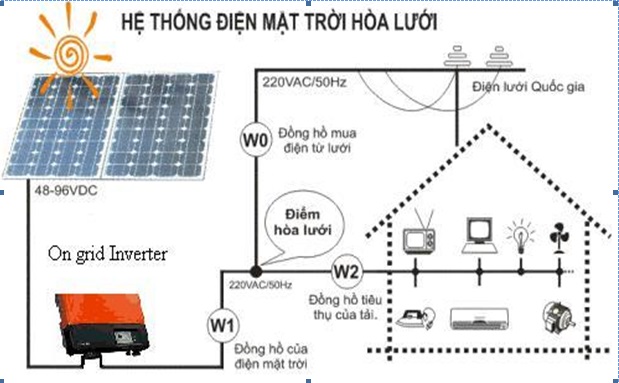 HỆ THỐNG ĐIỆN MẶT TRỜI HÒA LƯỚI
220VAC/50Hz
Điện lưới Quốc gia
W0
Đồng hồ mua
điện từ lưới
48-96VDC
Điểm
hòa lưới
On grid Inverter
220VAC/50Hz
W2
Đồng hồ tiêu
thụ của tải.
W1
Đồng hồ của
điện mặt trời